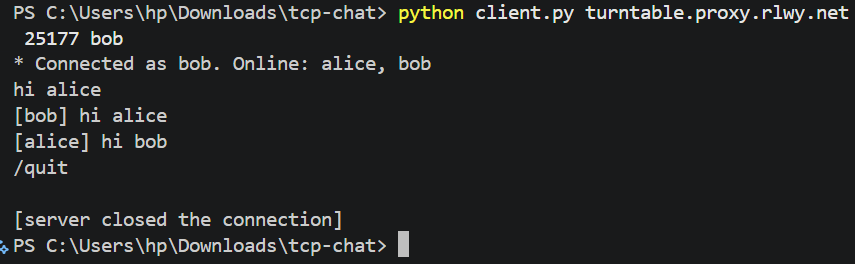 PS C:\Users\hp\Downloads\tcp-chat> python client.py turntable.proxy.rlwy.net
 25177 bob
* Connected as bob. Online: alice, bob
hi alice
[bob] hi alice
[alice] hi bob
/quit

[server closed the connection]
PS C:\Users\hp\Downloads\tcp-chat>